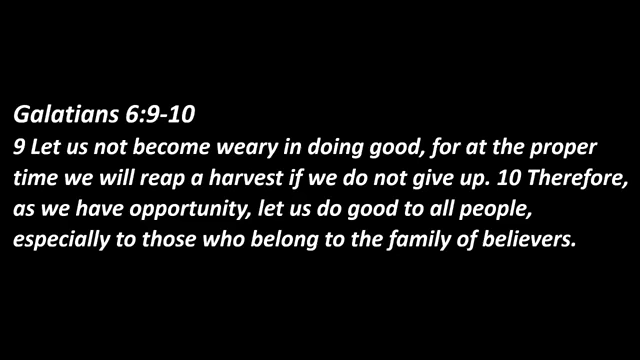 Galatians 6:9-10
9 Let us not become weary in doing good, for at the proper
time we will reap a harvest if we do not give up. 10 Therefore,
as we have opportunity, let us do good to all people,
especially to those who belong to the family of believers.